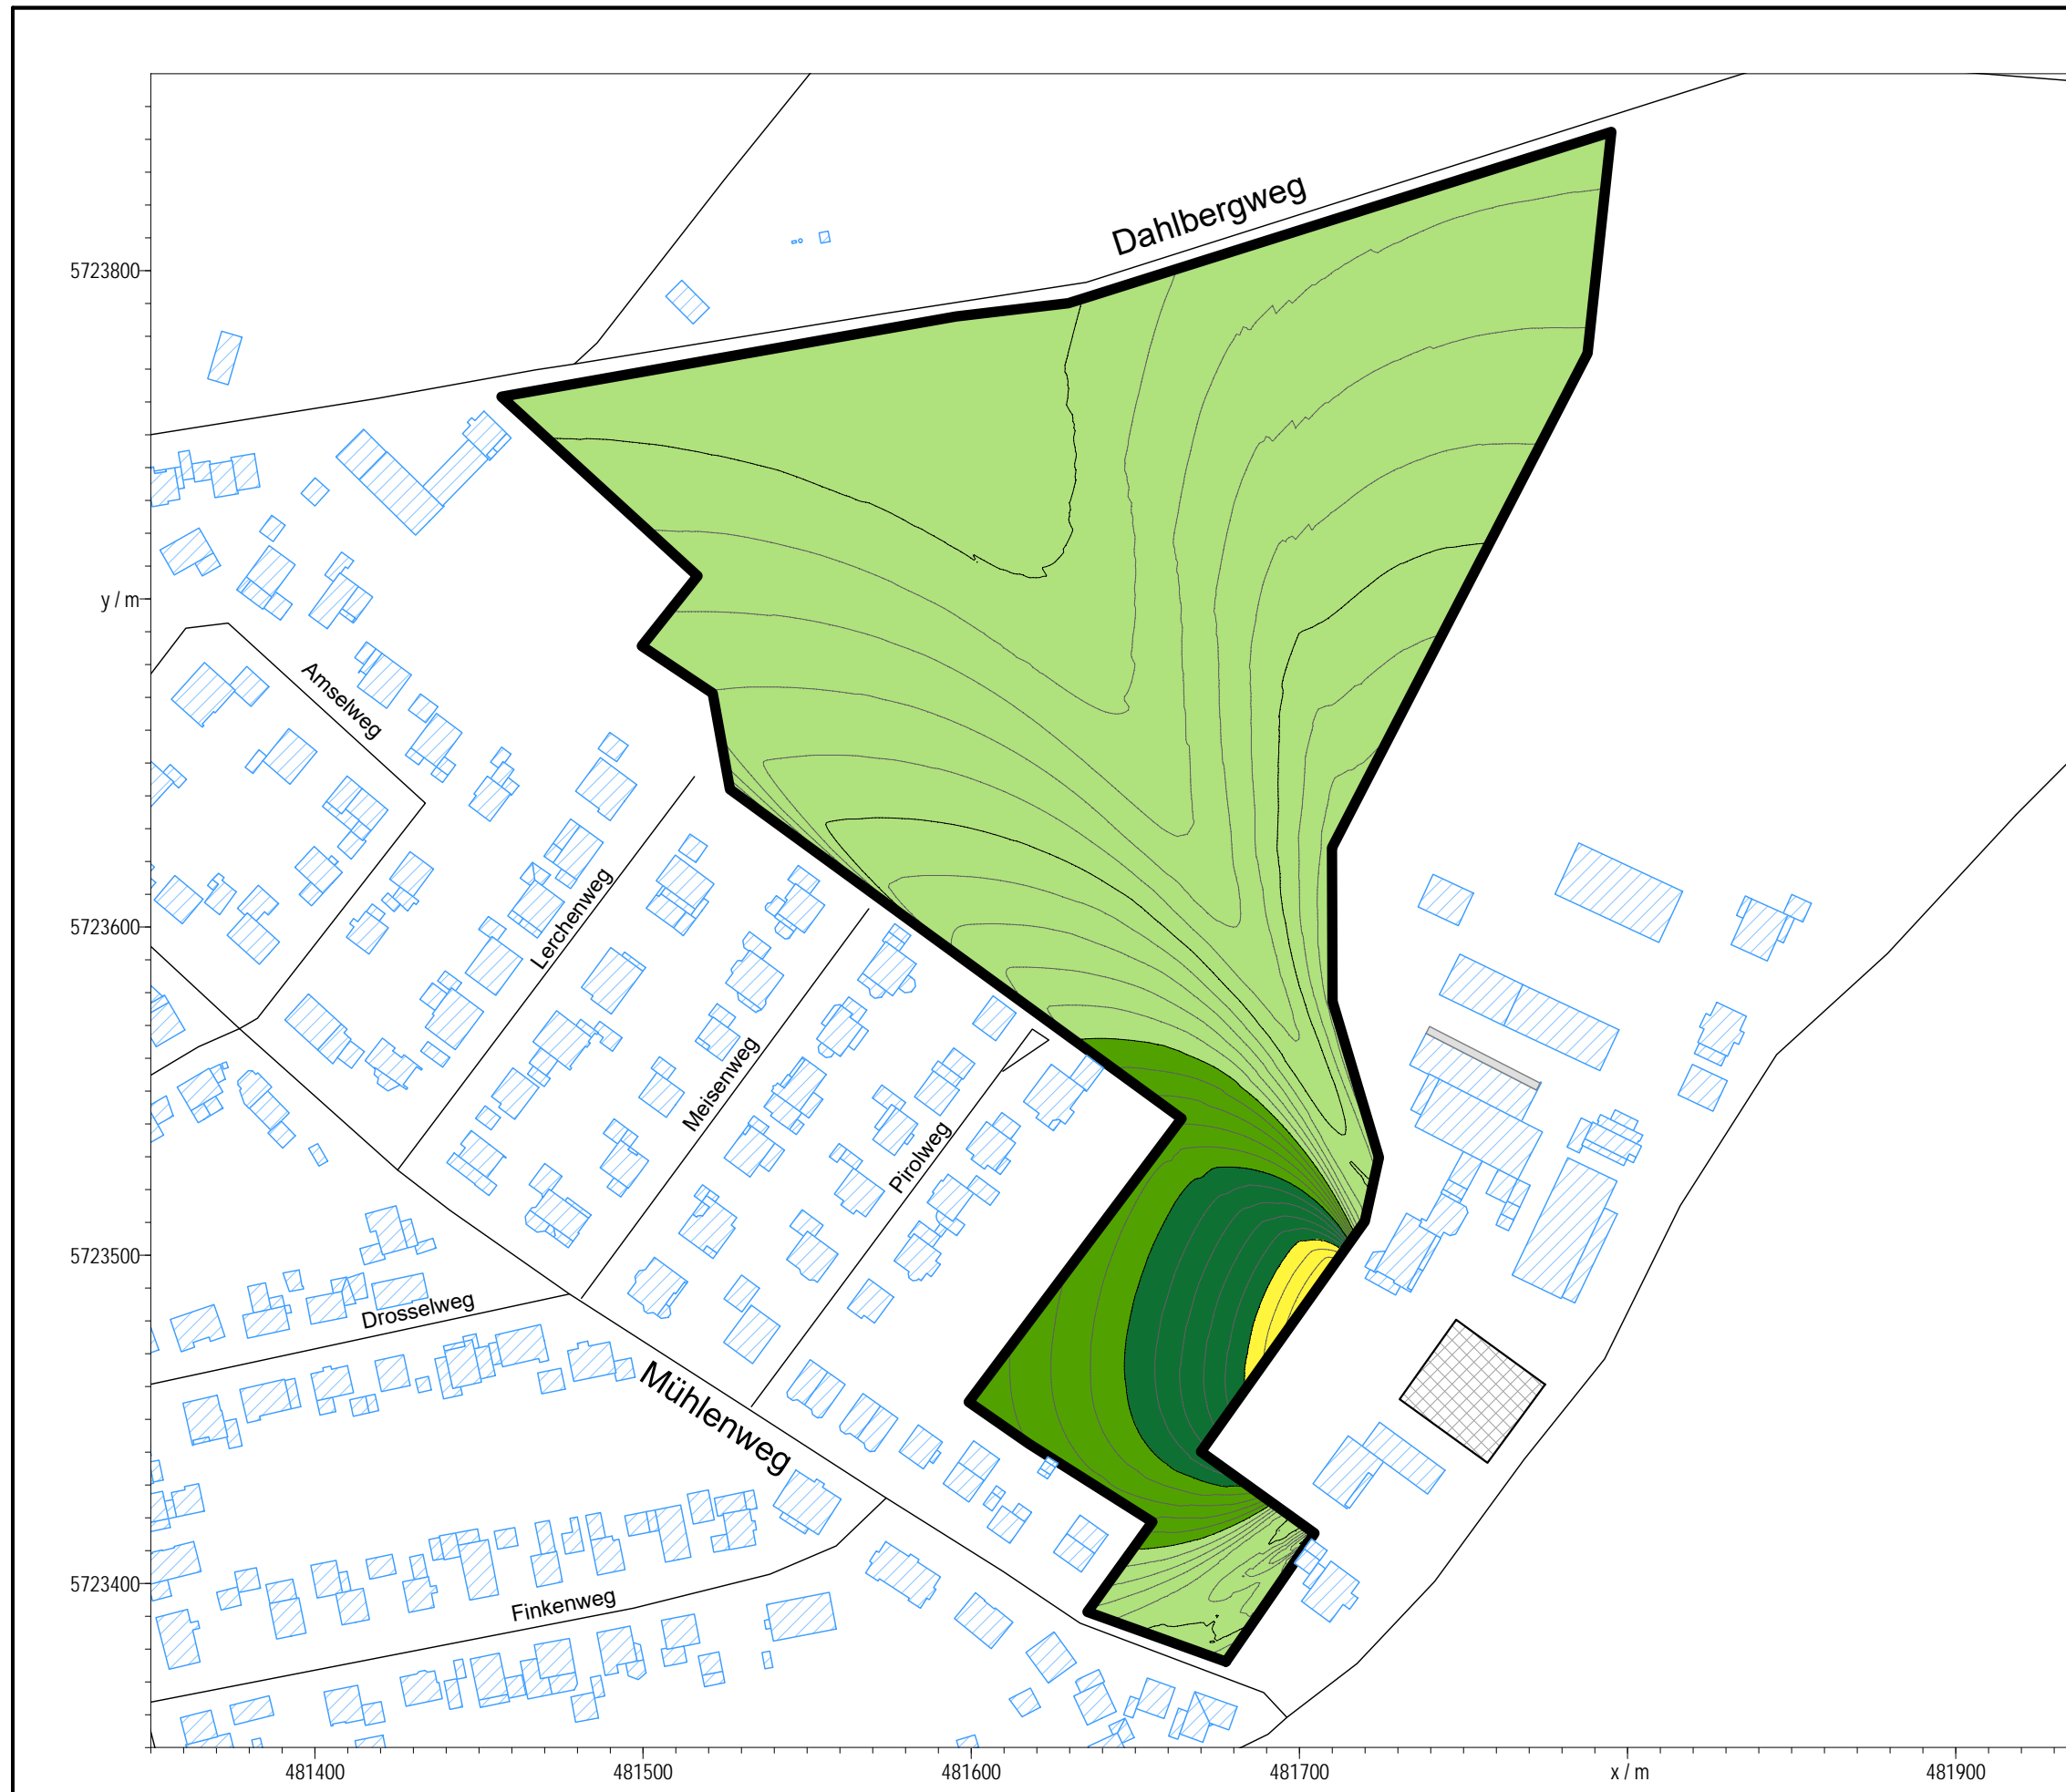 Dahlbergweg
5723800
y / m
Amselweg
Lerchenweg
5723600
Meisenweg
Pirolweg
5723500
Drosselweg
Mühlenweg
5723400
Finkenweg
481400
481500
481600
481700
x / m
481900